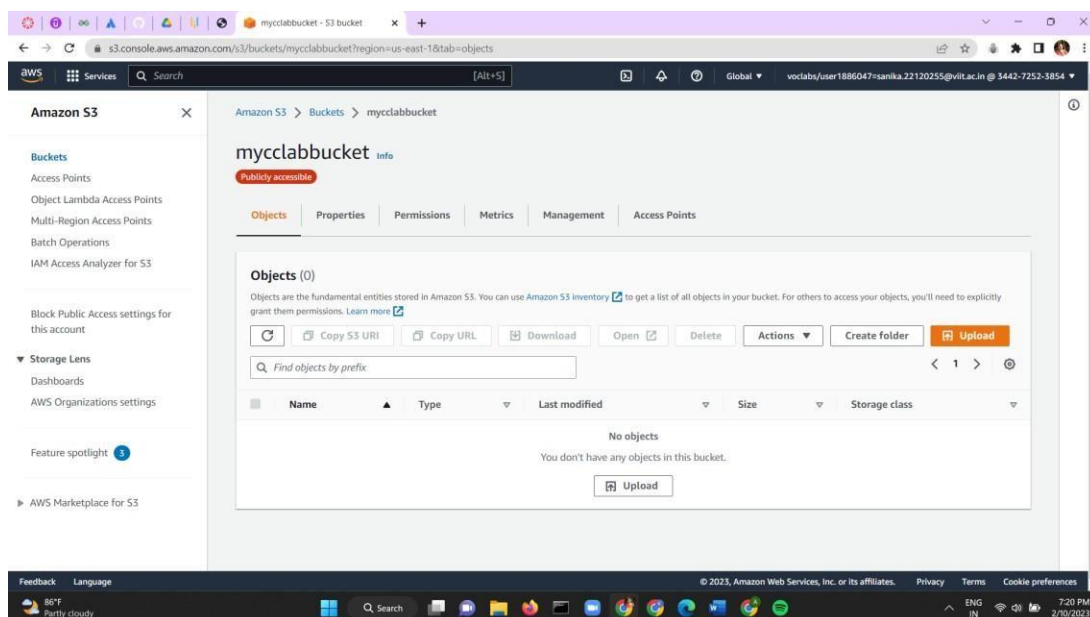 mycclabbucket - S3 bucket
s3.console.aws.amazon.com/s3/buckets/mycclabbucket?region=us-east-1&tab=objects
aws Services Search [Alt+S] Global voclabs/user1886047=sanika.22120255@viit.ac.in @ 3442-7252-3854
Amazon S3
Buckets
Access Points
Object Lambda Access Points
Multi-Region Access Points
Batch Operations
IAM Access Analyzer for S3
Block Public Access settings for
this account
Storage Lens
Dashboards
AWS Organizations settings
Feature spotlight 3
AWS Marketplace for S3
Amazon S3 > Buckets > mycclabbucket
mycclabbucket Info
Publicly accessible
Objects Properties Permissions Metrics Management Access Points
Objects (0)
Objects are the fundamental entities stored in Amazon S3. You can use Amazon S3 inventory to get a list of all objects in your bucket. For others to access your objects, you'll need to explicitly
grant them permissions. Learn more
Copy S3 URI Copy URL Download Open Delete Actions Create folder Upload
Find objects by prefix 1
Name Type Last modified Size Storage class
No objects
You don't have any objects in this bucket.
Upload
Feedback Language © 2023, Amazon Web Services, Inc. or its affiliates. Privacy Terms Cookie preferences
86°F
Partly cloudy
Search
ENG
IN
7:20 PM
2/10/2023